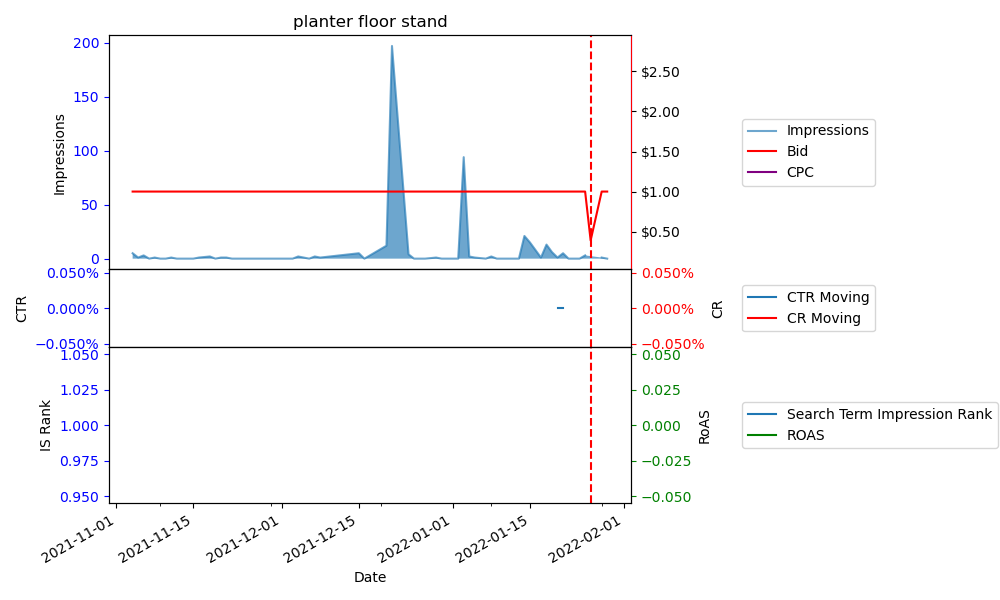 planter floor stand
Impressions
200
150
100
50
0
$2.50
$2.00
$1.50
$1.00
$0.50
Impressions
Bid
CPC
CTR
0.050%
0.000%
−0.050%
0.050%
0.000%
−0.050%
CR
CTR Moving
CR Moving
IS Rank
1.050
1.025
1.000
0.975
0.950
0.050
0.025
0.000
−0.025
−0.050
RoAS
Search Term Impression Rank
ROAS
2021-11-01
2021-11-15
2021-12-01
2021-12-15
2022-01-01
2022-01-15
2022-02-01
Date